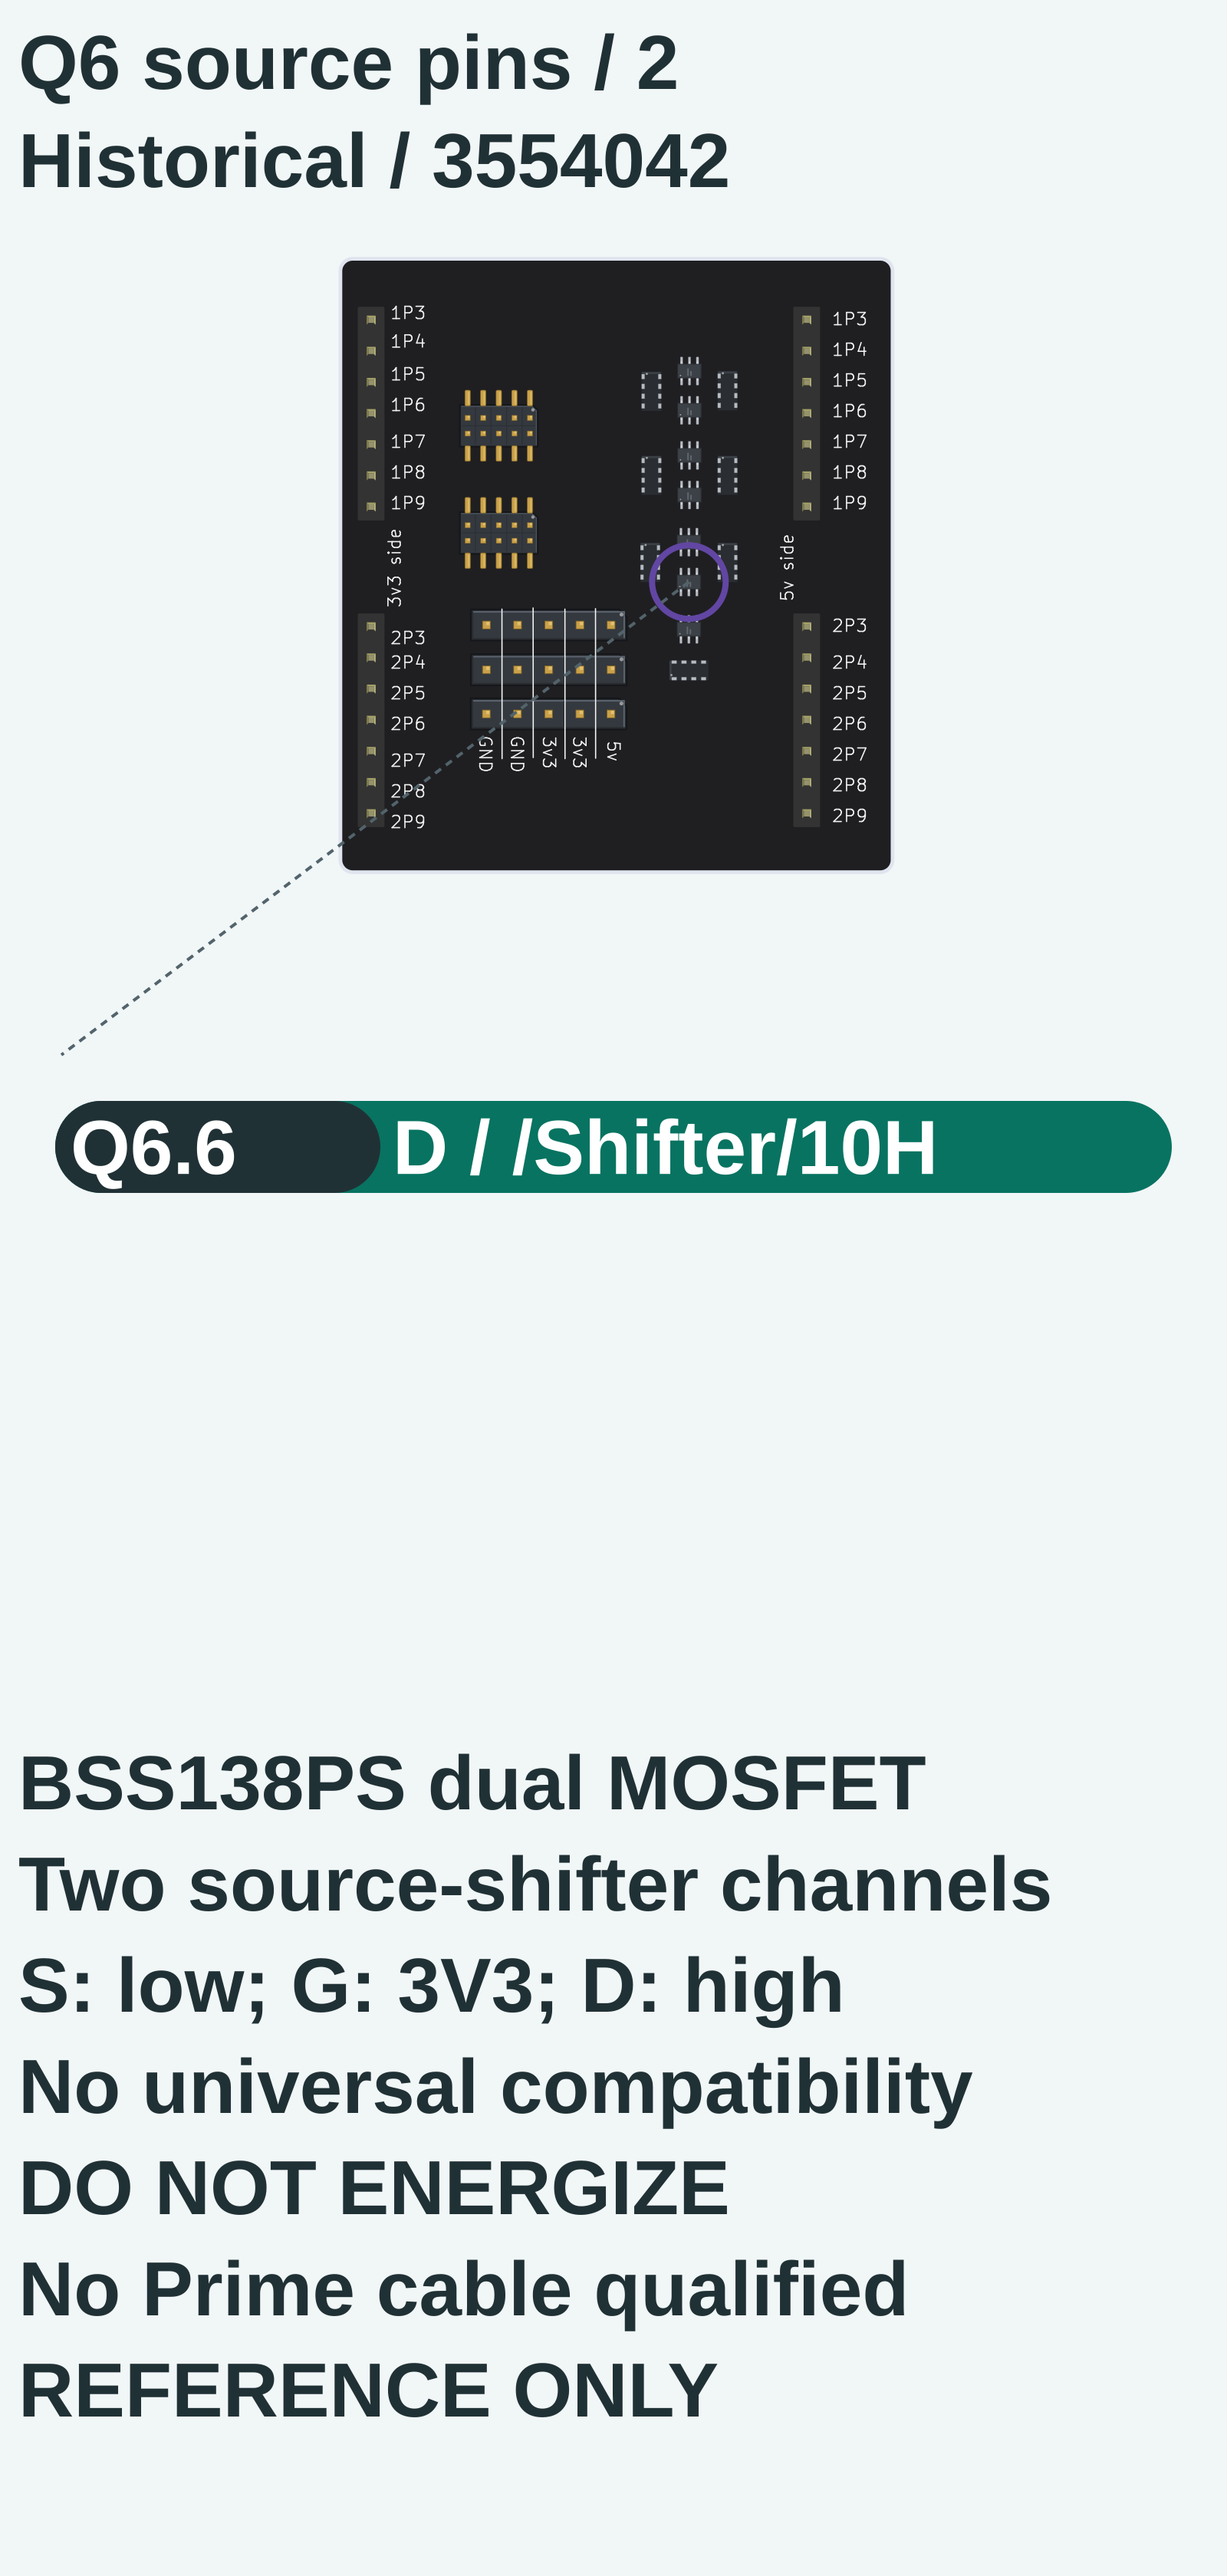 Q6 source pins / 2
Historical / 3554042
1P3
1P4
1P5
1P6
1P7
1P8
1P9
3v3 side
2P3
2P4
2P5
2P6
2P7
2P8
2P9
GND
GND
3v3
3v3
5v
1P3
1P4
1P5
1P6
1P7
1P8
1P9
5v side
2P3
2P4
2P5
2P6
2P7
2P8
2P9
Q6.6 D / /Shifter/10H
BSS138PS dual MOSFET
Two source-shifter channels
S: low; G: 3V3; D: high
No universal compatibility
DO NOT ENERGIZE
No Prime cable qualified
REFERENCE ONLY